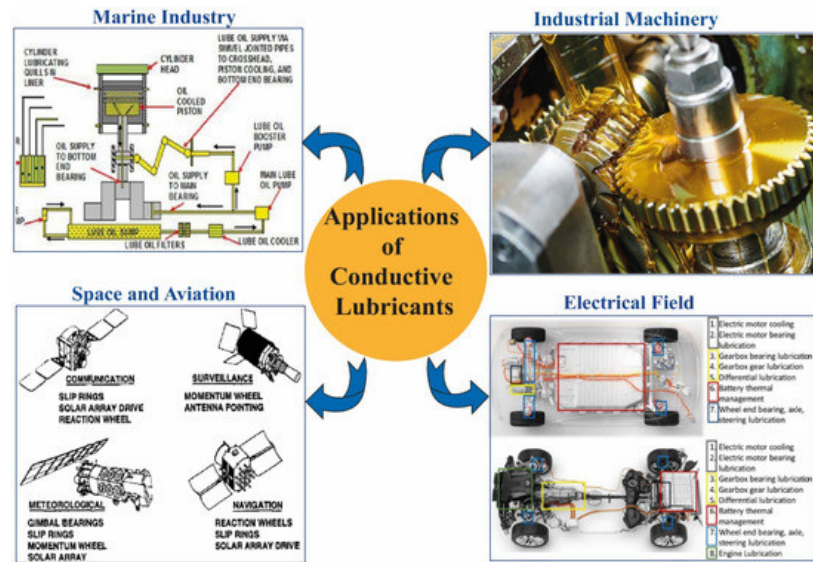 Marine Industry
CYLINDER
LUBRICATING
QUILLS IN
LINER
CYLINDER
HEAD
LUBE OIL SUPPLY VIA
SWIVEL JOINTED PIPES
TO CROSSHEAD,
PISTON COOLING, AND
BOTTOM END BEARING
OIL
COOLED
PISTON
OIL SUPPLY
TO BOTTOM
END
BEARING
LUBE OIL
BOOSTER
PUMP
OIL SUPPLY
TO MAIN
BEARING
MAIN LUBE
OIL PUMP
LUBE OIL SUMP
LUBE OIL FILTERS
LUBE OIL COOLER
Industrial Machinery
Applications
of
Conductive
Lubricants
Space and Aviation
COMMUNICATION
SLIP RINGS
SOLAR ARRAY DRIVE
REACTION WHEEL
SURVEILLANCE
MOMENTUM WHEEL
ANTENNA POINTING
METEOROLOGICAL
GIMBAL BEARINGS
SLIP RINGS
MOMENTUM WHEEL
SOLAR ARRAY
NAVIGATION
REACTION WHEELS
SLIP RINGS
SOLAR ARRAY DRIVE
Electrical Field
1. Electric motor cooling
2. Electric motor bearing
lubrication
3. Gearbox bearing lubrication
4. Gearbox gear lubrication
5. Differential lubrication
6. Battery thermal
management
7. Wheel end bearing, axle,
steering lubrication
1. Electric motor cooling
2. Electric motor bearing
lubrication
3. Gearbox bearing lubrication
4. Gearbox gear lubrication
5. Differential lubrication
6. Battery thermal
management
7. Wheel end bearing, axle,
steering lubrication
8. Engine Lubrication